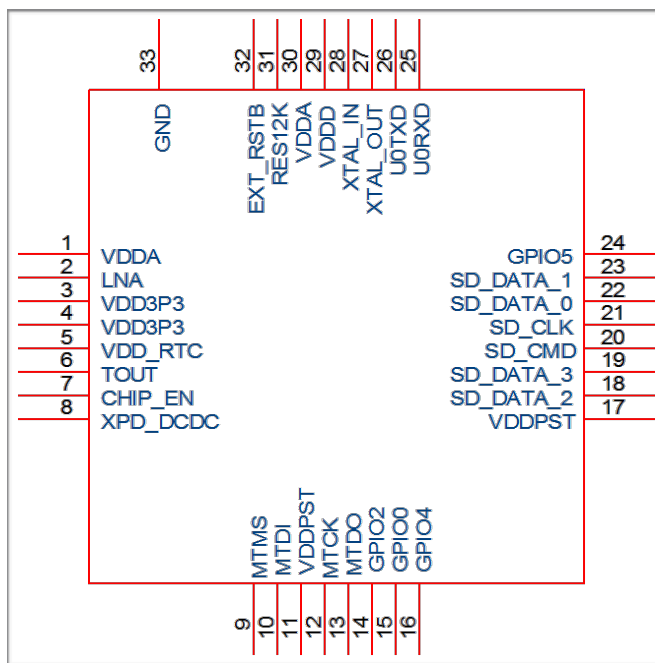 33 32 31 30 29 28 27 26 25
GND EXT_RSTB RES12K VDDA VDDD XTAL_IN XTAL_OUT U0TXD U0RXD
1 VDDA
2 LNA
3 VDD3P3
4 VDD3P3
5 VDD_RTC
6 TOUT
7 CHIP_EN
8 XPD_DCDC
GPIO5 24
SD_DATA_1 23
SD_DATA_0 22
SD_CLK 21
SD_CMD 20
SD_DATA_3 19
SD_DATA_2 18
VDDPST 17
MTMS MTDI VDDPST MTCK MTDO GPIO2 GPIO0 GPIO4
9 10 11 12 13 14 15 16